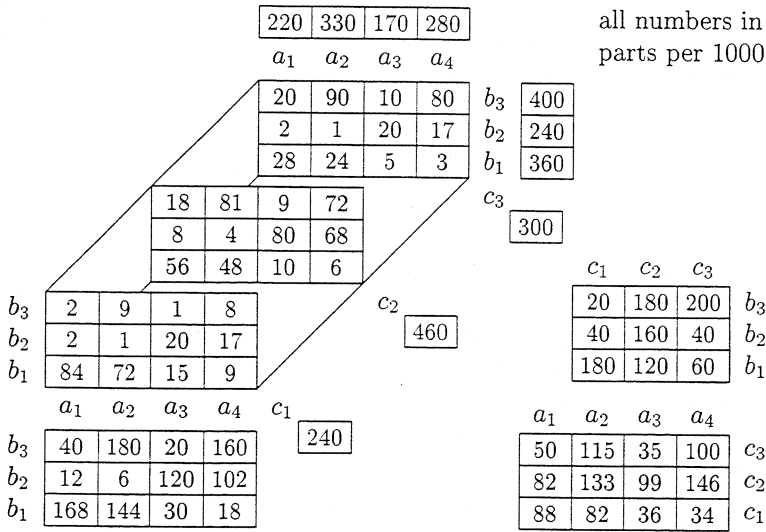 220 330 170 280
all numbers in
parts per 1000
a1 a2 a3 a4
20 90 10 80 b3 400
2 1 20 17 b2 240
28 24 5 3 b1 360
c3
300
18 81 9 72
8 4 80 68
56 48 10 6
c2
460
b3 2 9 1 8
b2 2 1 20 17
b1 84 72 15 9
a1 a2 a3 a4 c1
240
b3 40 180 20 160
b2 12 6 120 102
b1 168 144 30 18
c1 c2 c3
20 180 200 b3
40 160 40 b2
180 120 60 b1
a1 a2 a3 a4
50 115 35 100 c3
82 133 99 146 c2
88 82 36 34 c1